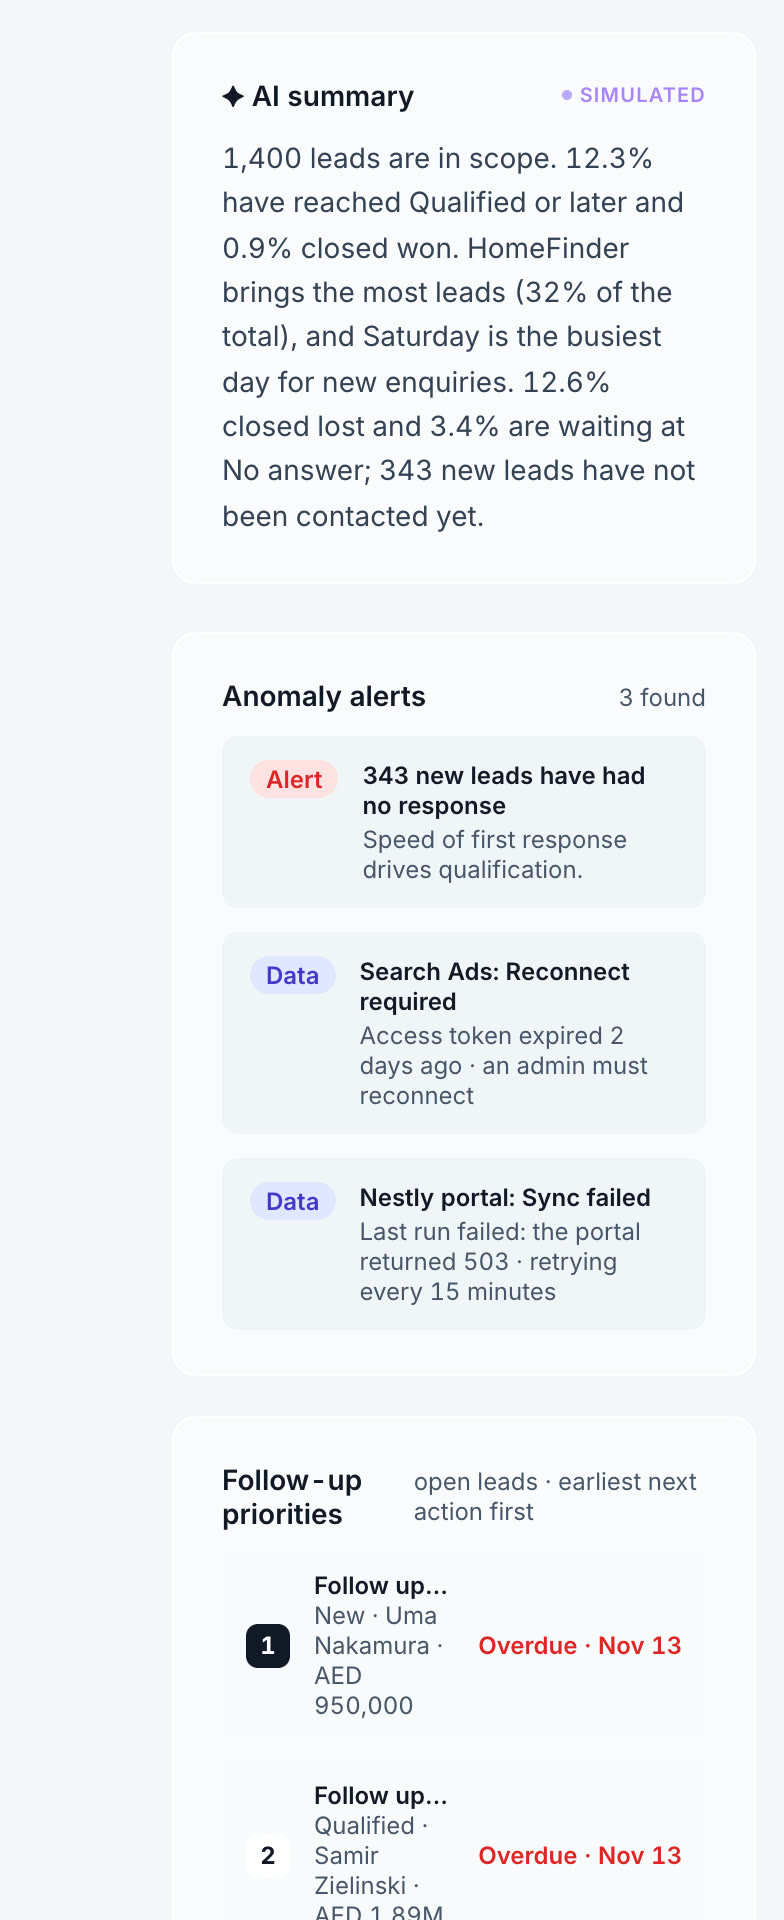 AI summary
SIMULATED
1,400 leads are in scope. 12.3%
have reached Qualified or later and
0.9% closed won. HomeFinder
brings the most leads (32% of the
total), and Saturday is the busiest
day for new enquiries. 12.6%
closed lost and 3.4% are waiting at
No answer; 343 new leads have not
been contacted yet.
Anomaly alerts
3 found
Alert
343 new leads have had
no response
Speed of first response
drives qualification.
Data
Search Ads: Reconnect
required
Access token expired 2
days ago · an admin must
reconnect
Data
Nestly portal: Sync failed
Last run failed: the portal
returned 503 · retrying
every 15 minutes
Follow-up
priorities
open leads · earliest next
action first
1
Follow up...
New · Uma
Nakamura ·
AED
950,000
Overdue · Nov 13
2
Follow up...
Qualified ·
Samir
Zielinski ·
AED 1.89M
Overdue · Nov 13